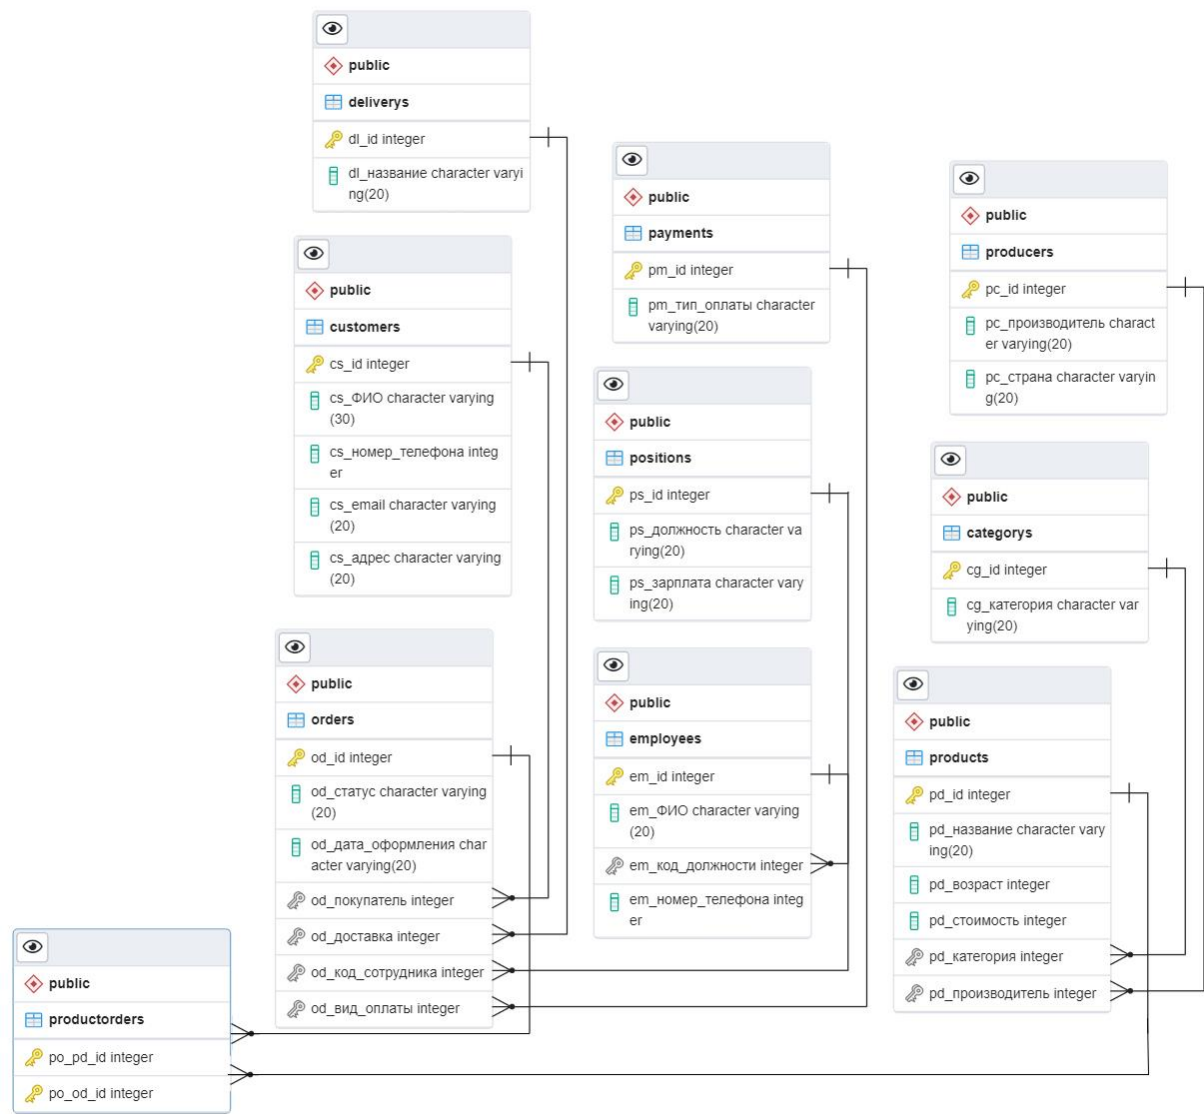 public
deliverys
dl_id integer
dl_название character varyi
ng(20)
public
customers
cs_id integer
cs_ФИО character varying
(30)
cs_номер_телефона integ
er
cs_email character varying
(20)
cs_адрес character varying
(20)
public
orders
od_id integer
od_статус character varying
(20)
od_дата_оформления char
acter varying(20)
od_покупатель integer
od_доставка integer
od_код_сотрудника integer
od_вид_оплаты integer
public
productorders
po_pd_id integer
po_od_id integer
public
payments
pm_id integer
pm_тип_оплаты character
varying(20)
public
positions
ps_id integer
ps_должность character va
rying(20)
ps_зарплата character vary
ing(20)
public
employees
em_id integer
em_ФИО character varying
(20)
em_код_должности integer
em_номер_телефона integ
er
public
producers
pc_id integer
pc_производитель charact
er varying(20)
pc_страна character varyin
g(20)
public
categorys
cg_id integer
cg_категория character var
ying(20)
public
products
pd_id integer
pd_название character vary
ing(20)
pd_возраст integer
pd_стоимость integer
pd_категория integer
pd_производитель integer